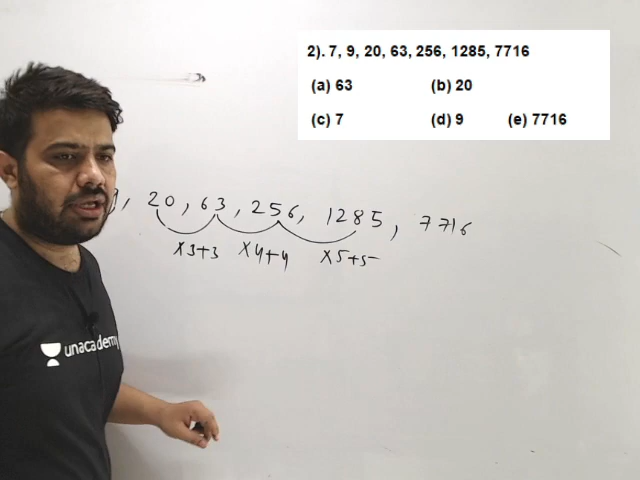 2). 7, 9, 20, 63, 256, 1285, 7716
(a) 63 (b) 20
(c) 7 (d) 9 (e) 7716
, 20, 63, 256, 1285, 7716
x3+3 x4+4 x5+5
unacademy